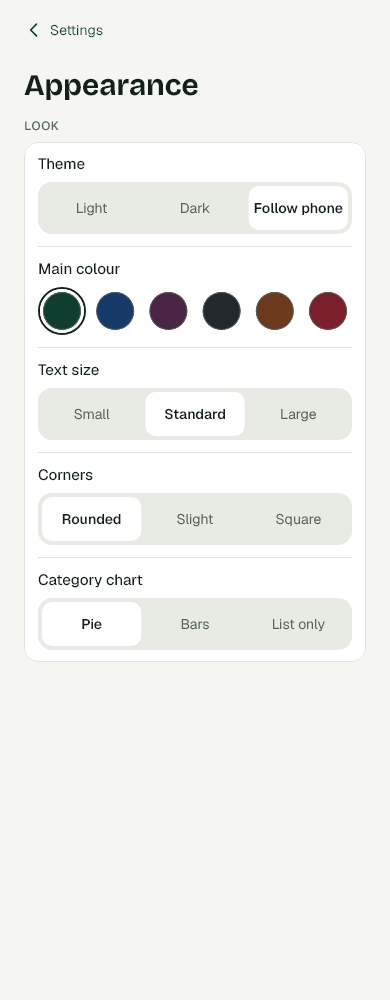 Settings
Appearance
LOOK
Theme
Light Dark Follow phone
Main colour
Text size
Small Standard Large
Corners
Rounded Slight Square
Category chart
Pie Bars List only